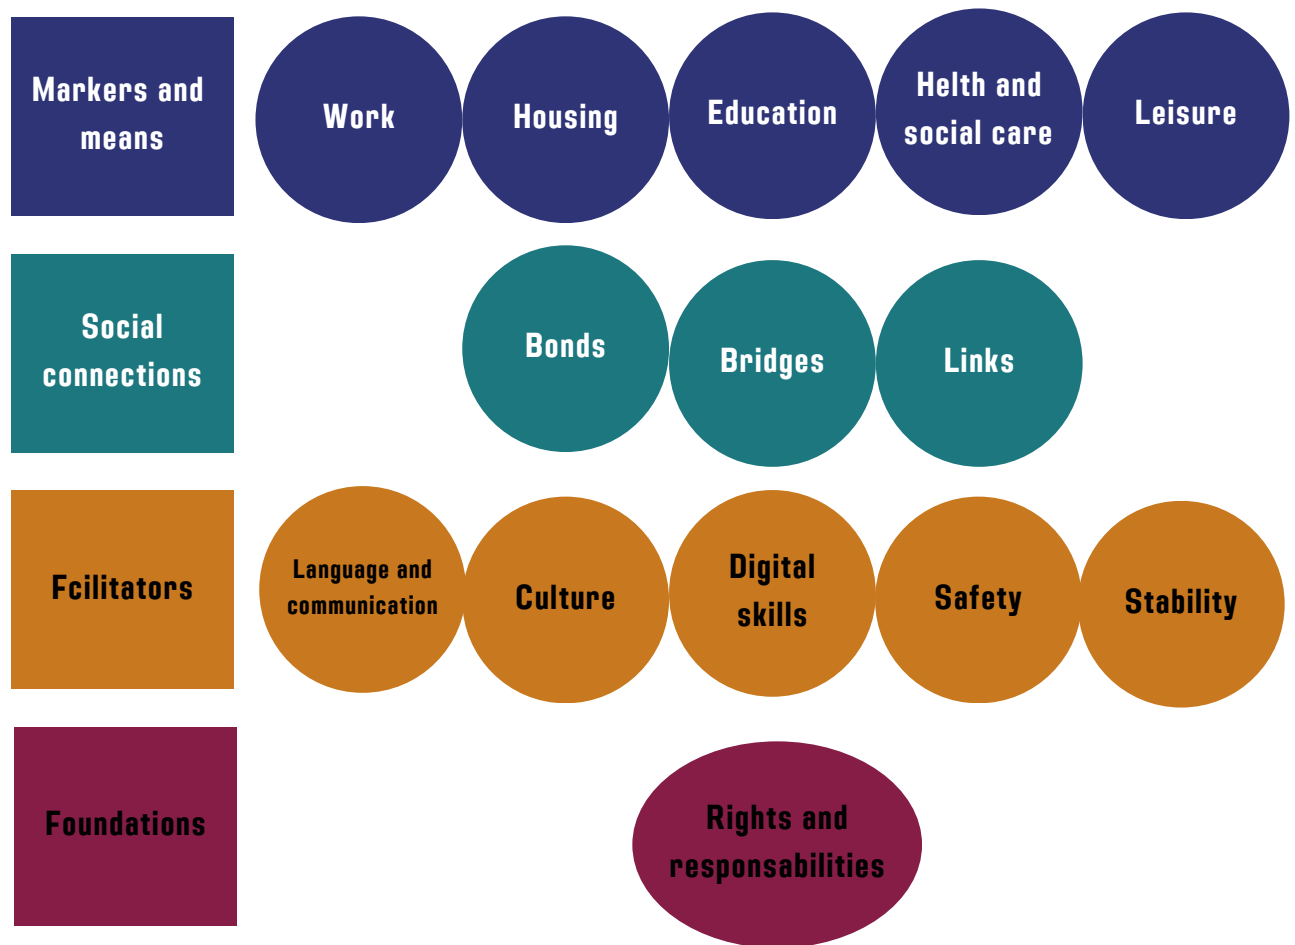 Markers and
means
Work
Housing
Education
Helth and
social care
Leisure
Social
connections
Bonds
Bridges
Links
Fcilitators
Language and
communication
Culture
Digital
skills
Safety
Stability
Foundations
Rights and
responsabilities